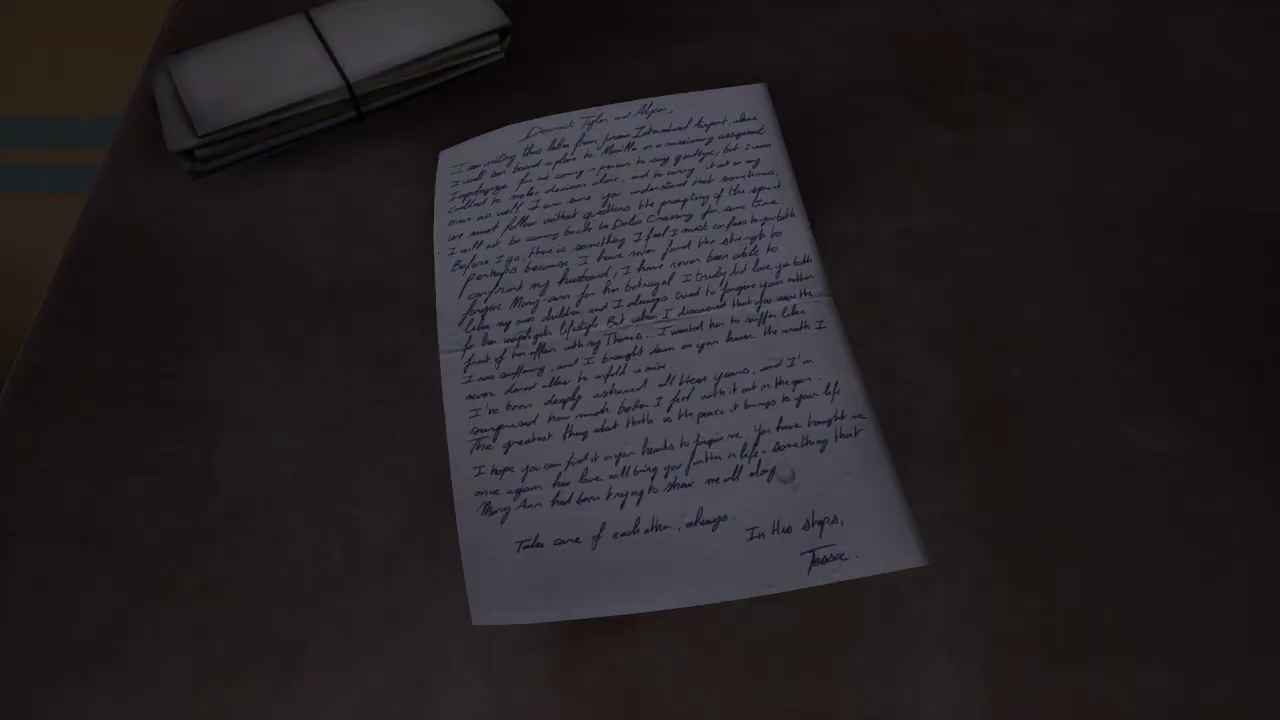 Dearest Tyler and Alyson,
I am writing this letter from Juneau International Airport, where
I will soon board a plane to Manilla on a missionary assignment.
I apologize for not coming in person to say goodbye, but I was
called to make decision alone, and to carry it out on my
own as well. I am sure you understand that sometimes,
we must follow without questions the prompting of the spirit
I will not be coming back to Delos Crossing for some time
Before I go, there is something I feel I must confess to you both
perhaps because I have never found the strength to
confront my husband, I have never been able to
forgive Mary-ann for her betrayal. I truly did love you both
like my own children, and I always tried to forgive your mother
for her unapologetic lifestyle. But when I discovered that you were the
fruit of her affair with my Thomas... I wanted her to suffer like
I was suffering, and I brought down on your house the wrath I
never dared allow to unfold in mine.
I've been deeply ashamed all these years, and I'm
surprised how much better I feel with it out in the open.
The greatest thing about truth is the peace it brings to your life
I hope you can find it in your hearts to forgive me. You have taught me
once again how love will bring you further in life - something that
Mary-Ann had been trying to show me all along
Take care of each other, always.
In His steps,
Tessa.